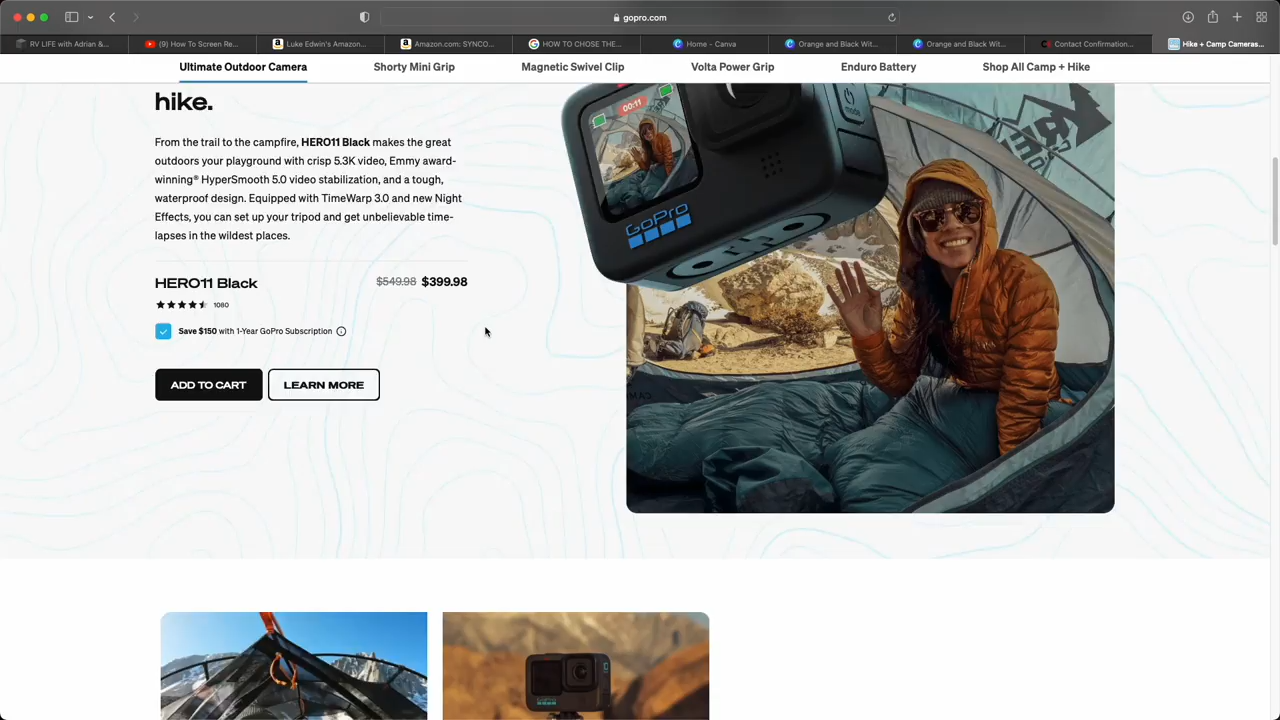 gopro.com
RV LIFE with Adrian &...
(9) How To Screen Re...
Luke Edwin's Amazon...
Amazon.com: SYNCO...
HOW TO CHOSE THE...
Home - Canva
Orange and Black Wit...
Orange and Black Wit...
Contact Confirmation...
Hike + Camp Cameras...
Ultimate Outdoor Camera
Shorty Mini Grip
Magnetic Swivel Clip
Volta Power Grip
Enduro Battery
Shop All Camp + Hike
hike.
From the trail to the campfire, HERO11 Black makes the great
outdoors your playground with crisp 5.3K video, Emmy award-
winning® HyperSmooth 5.0 video stabilization, and a tough,
waterproof design. Equipped with TimeWarp 3.0 and new Night
Effects, you can set up your tripod and get unbelievable time-
lapses in the wildest places.
HERO11 Black
$549.98 $399.98
1080
Save $150 with 1-Year GoPro Subscription
ADD TO CART
LEARN MORE
00:11
GoPro